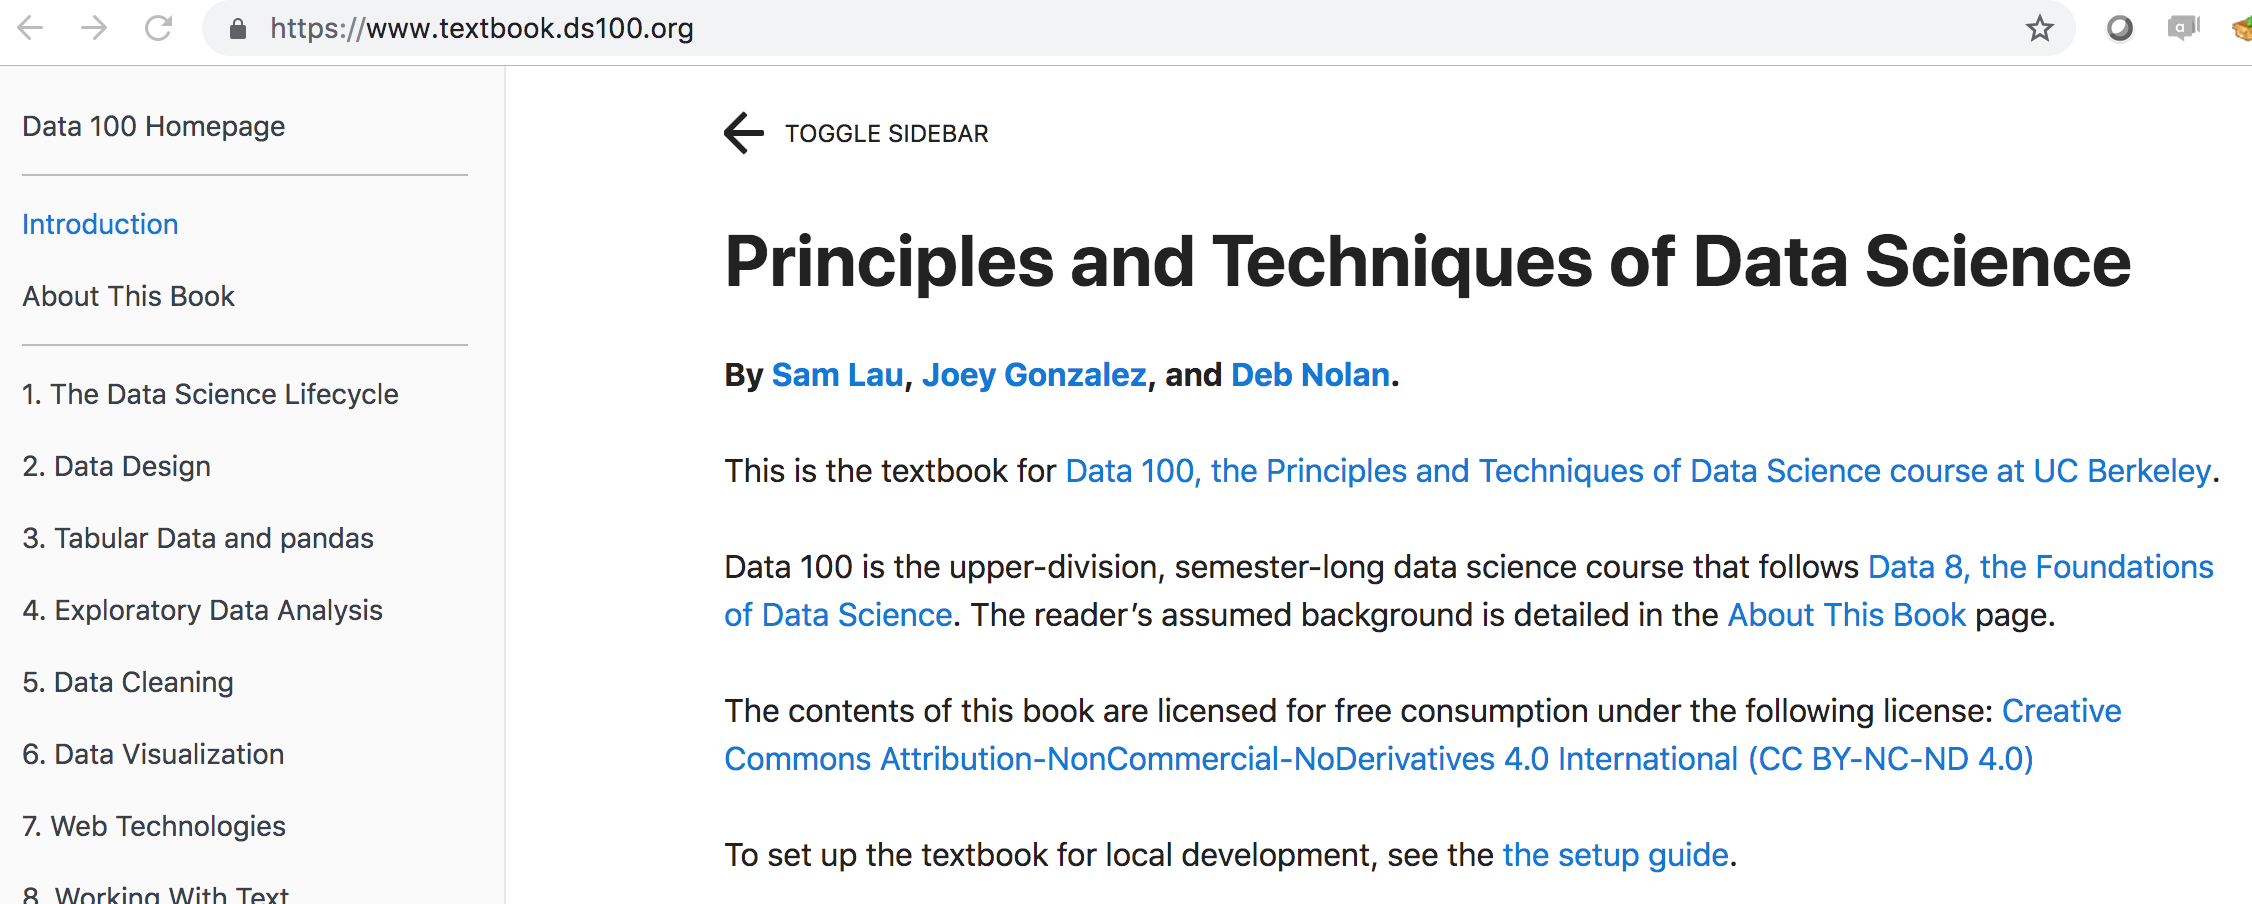 https://www.textbook.ds100.org
a
Data 100 Homepage
Introduction
About This Book
1. The Data Science Lifecycle
2. Data Design
3. Tabular Data and pandas
4. Exploratory Data Analysis
5. Data Cleaning
6. Data Visualization
7. Web Technologies
8. Working With Text
TOGGLE SIDEBAR
Principles and Techniques of Data Science
By Sam Lau, Joey Gonzalez, and Deb Nolan.
This is the textbook for Data 100, the Principles and Techniques of Data Science course at UC Berkeley.
Data 100 is the upper-division, semester-long data science course that follows Data 8, the Foundations
of Data Science. The reader’s assumed background is detailed in the About This Book page.
The contents of this book are licensed for free consumption under the following license: Creative
Commons Attribution-NonCommercial-NoDerivatives 4.0 International (CC BY-NC-ND 4.0)
To set up the textbook for local development, see the the setup guide.